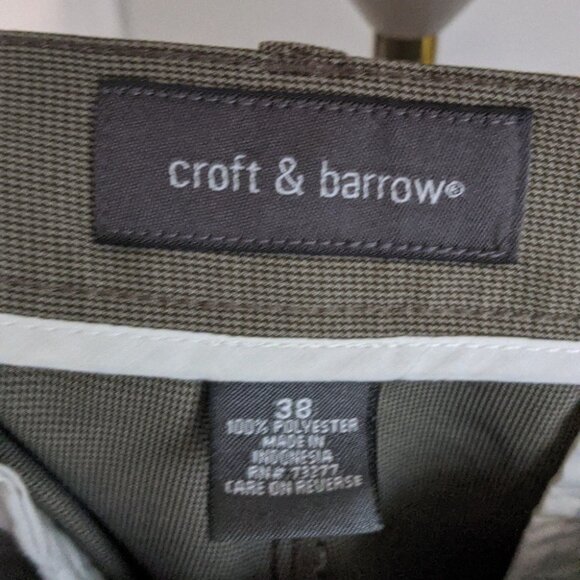 croft & barrow®
38
100% POLYESTER
MADE IN
INDONESIA
RN# 73277
CARE ON REVERSE